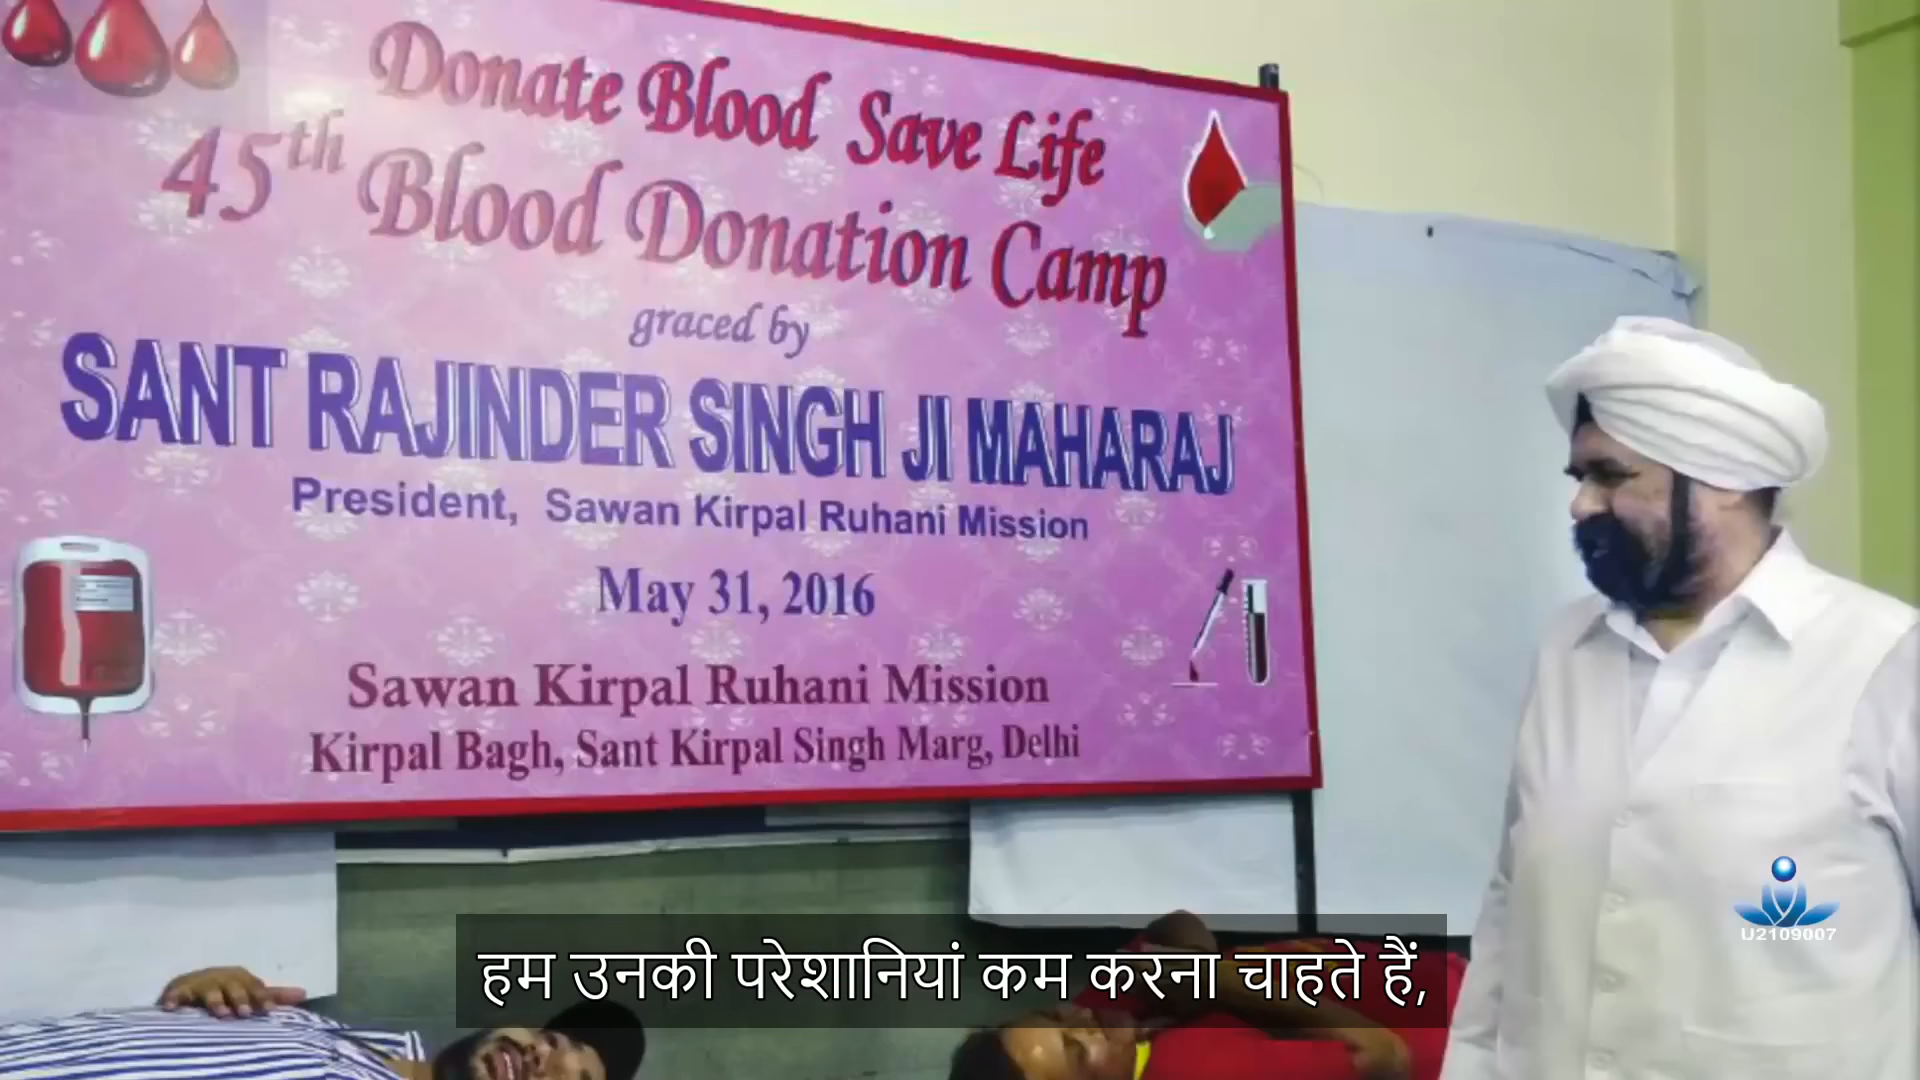 Donate Blood Save Life
45th Blood Donation Camp
graced by
SANT RAJINDER SINGH JI MAHARAJ
President, Sawan Kirpal Ruhani Mission
May 31, 2016
Sawan Kirpal Ruhani Mission
Kirpal Bagh, Sant Kirpal Singh Marg, Delhi
U2109007
हम उनकी परेशानियां कम करना चाहते हैं,